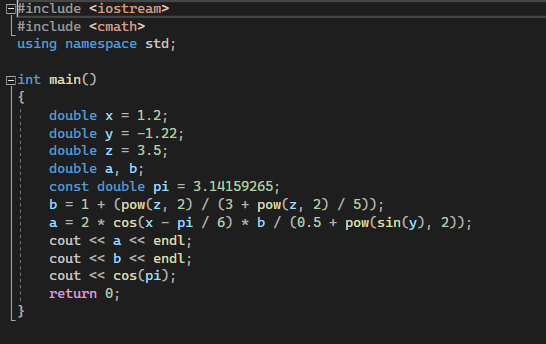 #include <iostream>
#include <cmath>
using namespace std;
int main()
{
double x = 1.2;
double y = -1.22;
double z = 3.5;
double a, b;
const double pi = 3.14159265;
b = 1 + (pow(z, 2) / (3 + pow(z, 2) / 5));
a = 2 * cos(x - pi / 6) * b / (0.5 + pow(sin(y), 2));
cout << a << endl;
cout << b << endl;
cout << cos(pi);
return 0;
}